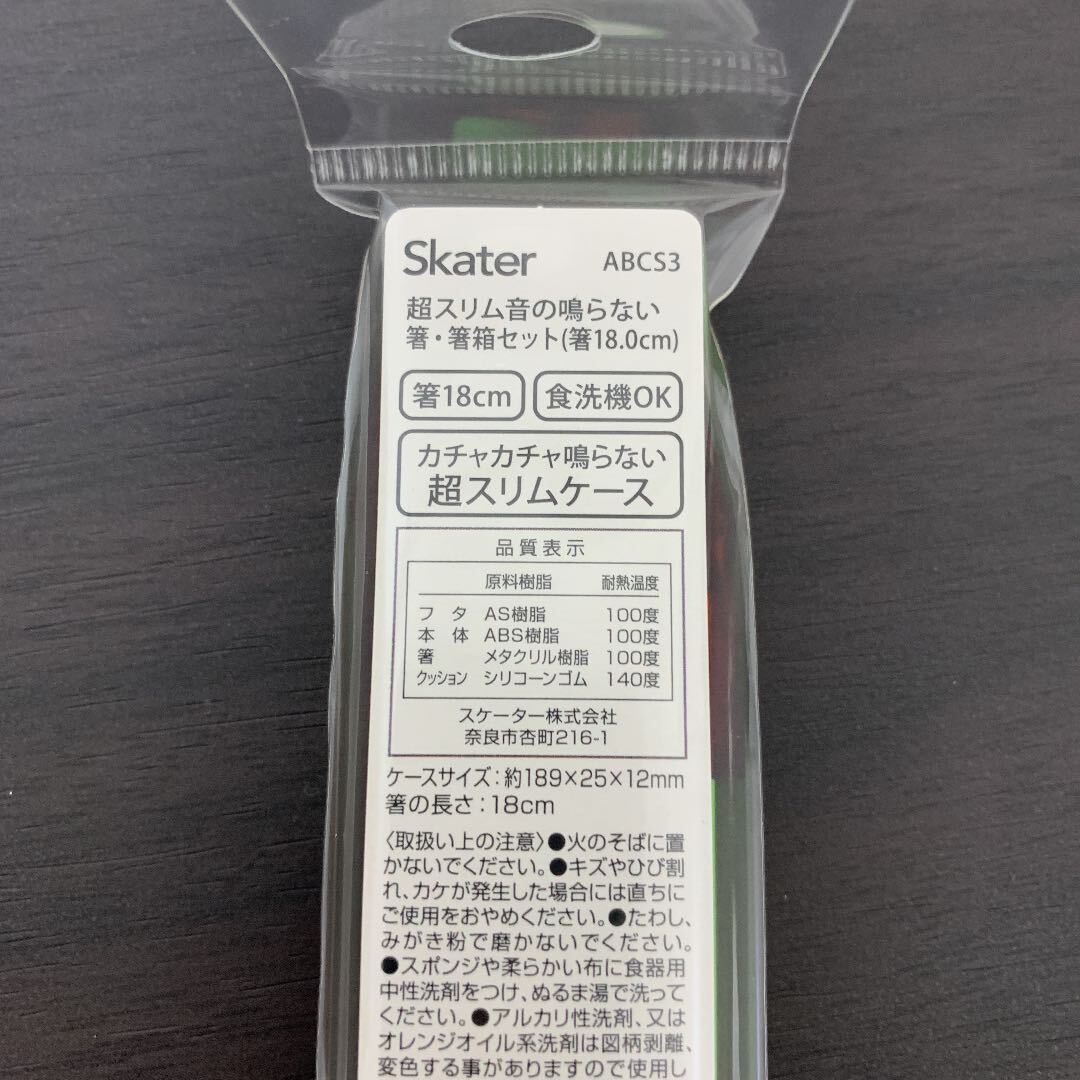 Skater ABCS3
超スリム音の鳴らない
箸・箸箱セット(箸18.0cm)
箸18cm 食洗機OK
カチャカチャ鳴らない
超スリムケース
品質表示
原料樹脂 耐熱温度
フタ AS樹脂 100度
本体 ABS樹脂 100度
箸 メタクリル樹脂 100度
クッション シリコーンゴム 140度
スケーター株式会社
奈良市杏町216-1
ケースサイズ:約189×25×12mm
箸の長さ:18cm
〈取扱い上の注意〉●火のそばに置
かないでください。●キズやひび割
れ、カケが発生した場合には直ちに
ご使用をおやめください。●たわし、
みがき粉で磨かないでください。
●スポンジや柔らかい布に食器用
中性洗剤をつけ、ぬるま湯で洗って
ください。●アルカリ性洗剤、又は
オレンジオイル系洗剤は図柄剥離、
変色する事がありますので使用し